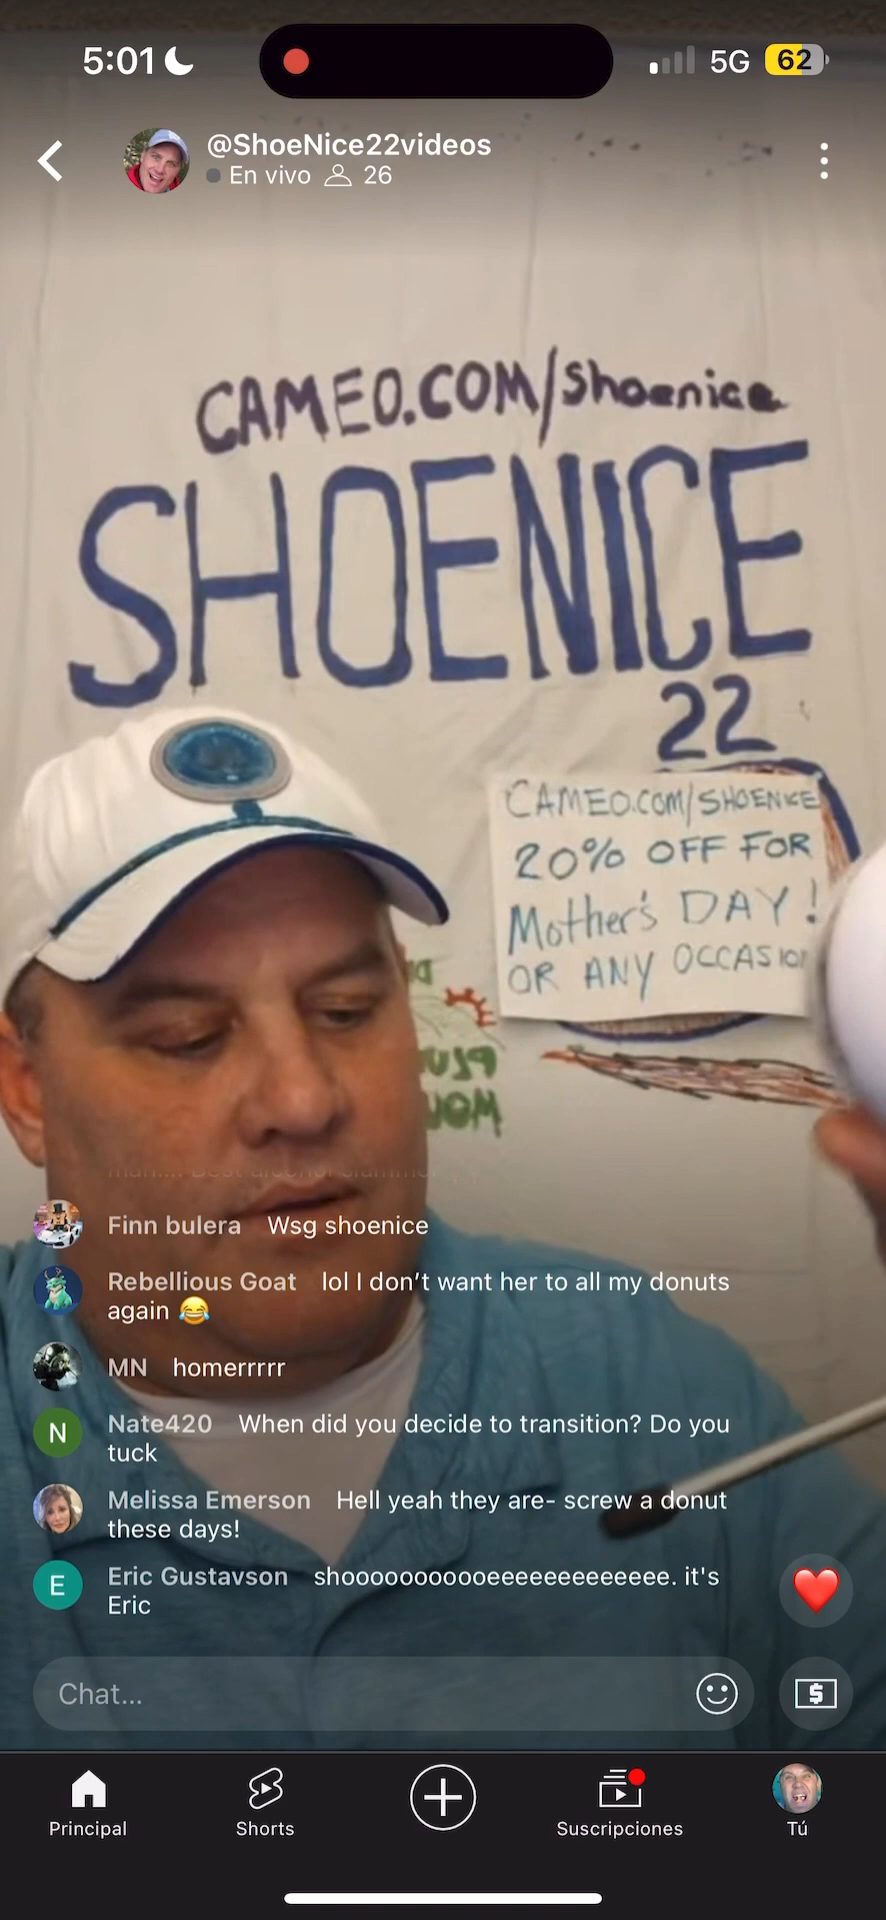 5:01
5G
62
@ShoeNice22videos
En vivo 26
CAMEO.COM/shoenice
SHOENICE
22
CAMEO.COM/SHOENICE
20% OFF FOR
Mother's DAY!
OR ANY OCCASION
Finn bulera Wsg shoenice
Rebellious Goat lol I don’t want her to all my donuts
again 😂
MN homerrrrr
N Nate420 When did you decide to transition? Do you
tuck
Melissa Emerson Hell yeah they are- screw a donut
these days!
E Eric Gustavson shoooooooooooeeeeeeeeeeeee. it's
Eric
Chat...
Principal
Shorts
Suscripciones
Tú